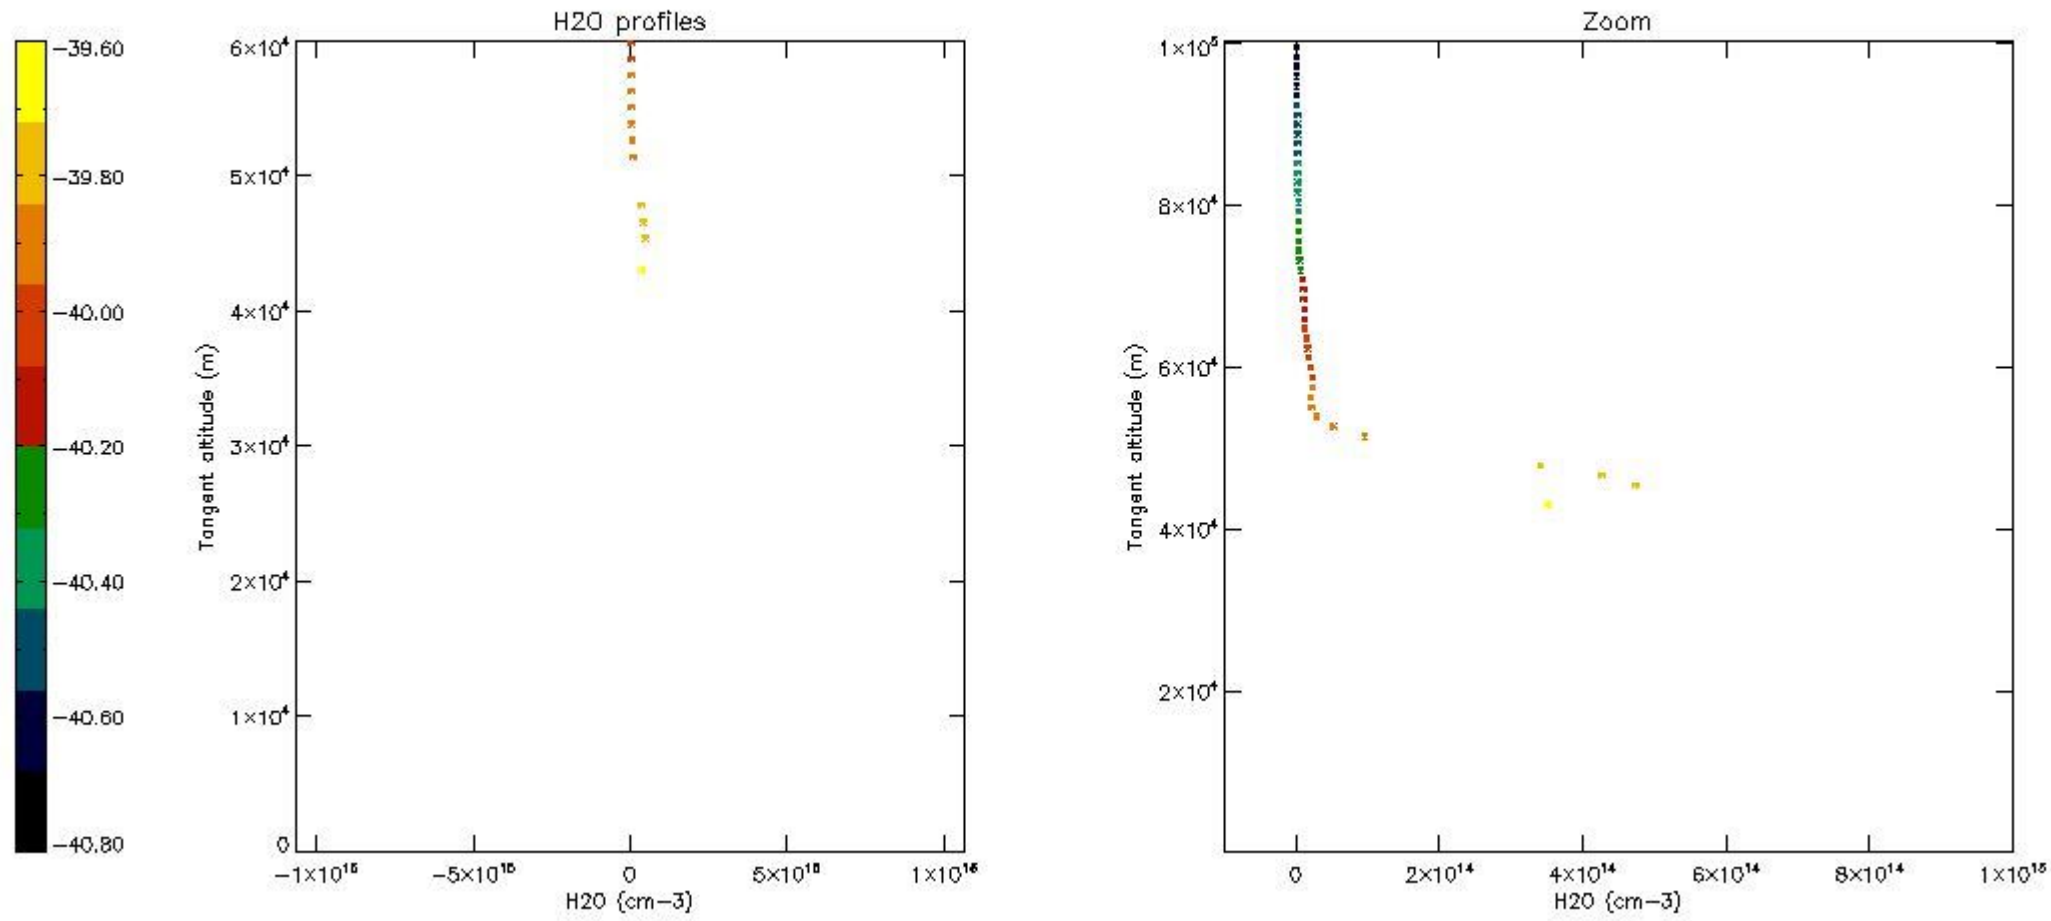 H2O profiles
Zoom
−39.60
−39.80
−40.00
−40.20
−40.40
−40.60
−40.80
6×10⁴
5×10⁴
4×10⁴
3×10⁴
2×10⁴
1×10⁴
0
Tangent altitude (m)
−1×10¹⁶ −5×10¹⁵ 0 5×10¹⁵ 1×10¹⁶
H2O (cm−3)
1×10⁵
8×10⁴
6×10⁴
4×10⁴
2×10⁴
Tangent altitude (m)
0 2×10¹⁴ 4×10¹⁴ 6×10¹⁴ 8×10¹⁴ 1×10¹⁵
H2O (cm−3)